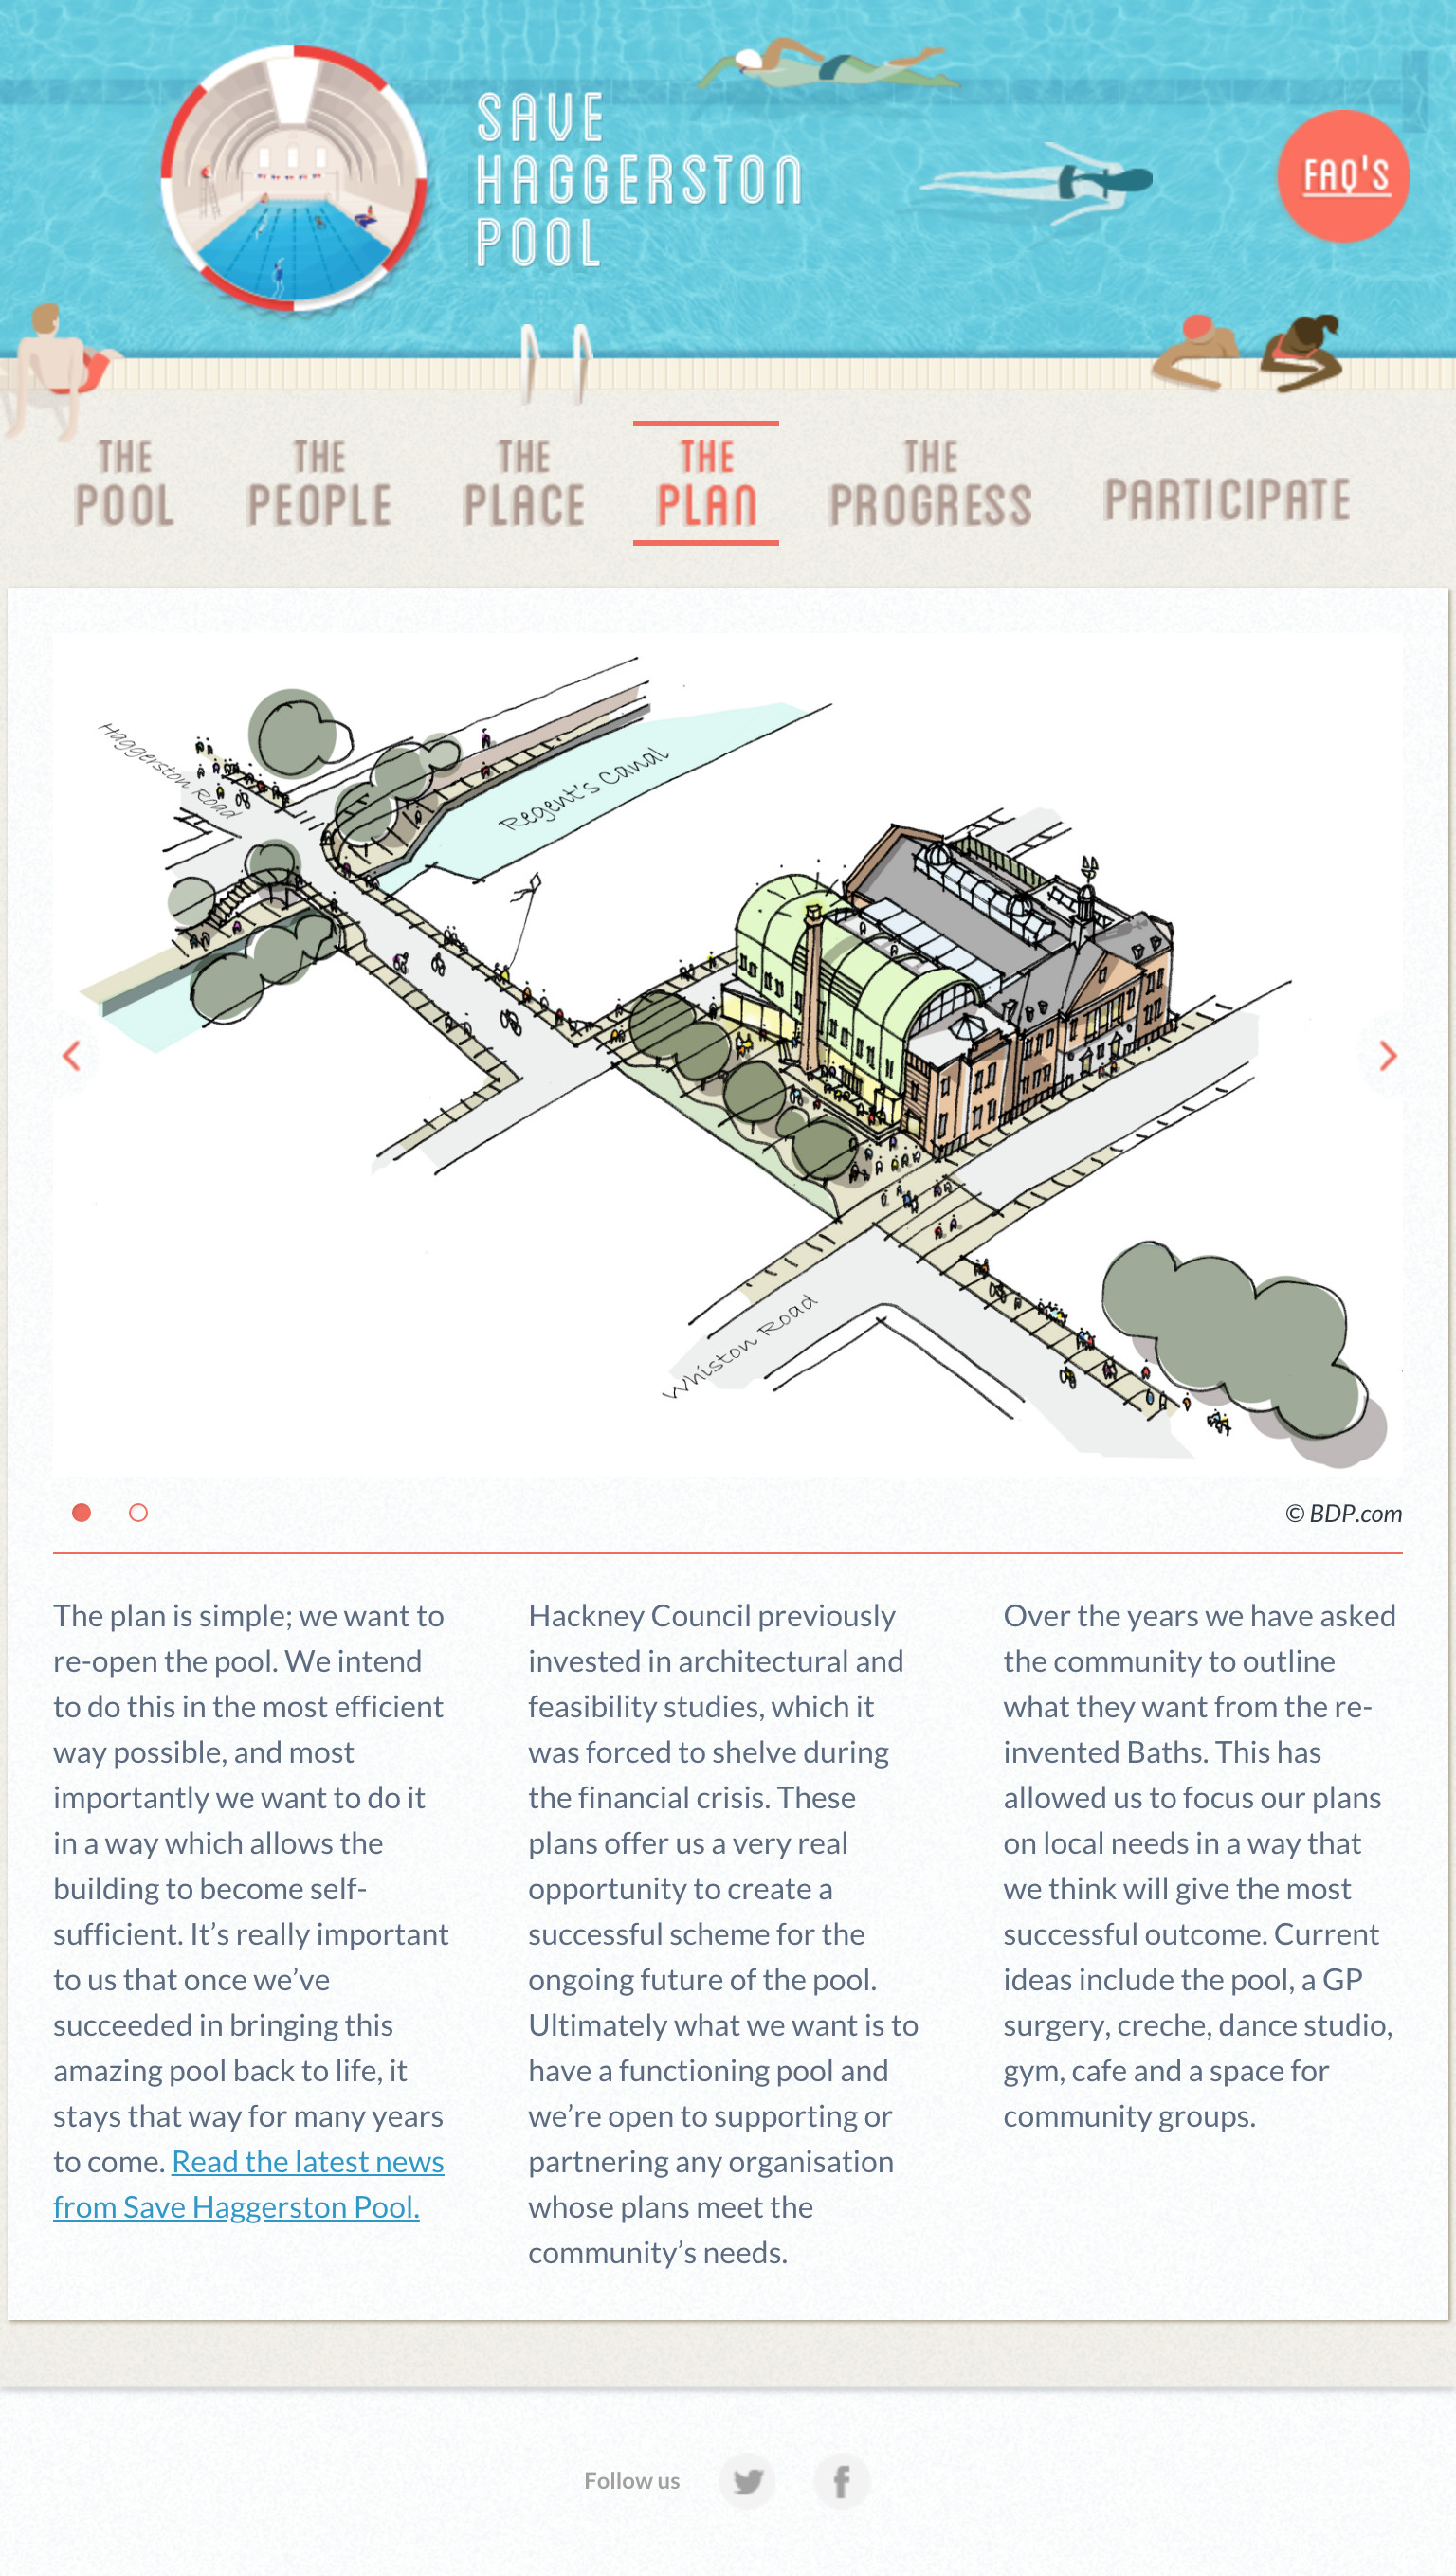 SAVE
HAGGERSTON
POOL
FAQ'S
THE
POOL
THE
PEOPLE
THE
PLACE
THE
PLAN
THE
PROGRESS
PARTICIPATE
Haggerston Road
Regent's Canal
Whiston Road
© BDP.com
The plan is simple; we want to
re-open the pool. We intend
to do this in the most efficient
way possible, and most
importantly we want to do it
in a way which allows the
building to become self-
sufficient. It’s really important
to us that once we’ve
succeeded in bringing this
amazing pool back to life, it
stays that way for many years
to come. Read the latest news
from Save Haggerston Pool.
Hackney Council previously
invested in architectural and
feasibility studies, which it
was forced to shelve during
the financial crisis. These
plans offer us a very real
opportunity to create a
successful scheme for the
ongoing future of the pool.
Ultimately what we want is to
have a functioning pool and
we’re open to supporting or
partnering any organisation
whose plans meet the
community’s needs.
Over the years we have asked
the community to outline
what they want from the re-
invented Baths. This has
allowed us to focus our plans
on local needs in a way that
we think will give the most
successful outcome. Current
ideas include the pool, a GP
surgery, creche, dance studio,
gym, cafe and a space for
community groups.
Follow us